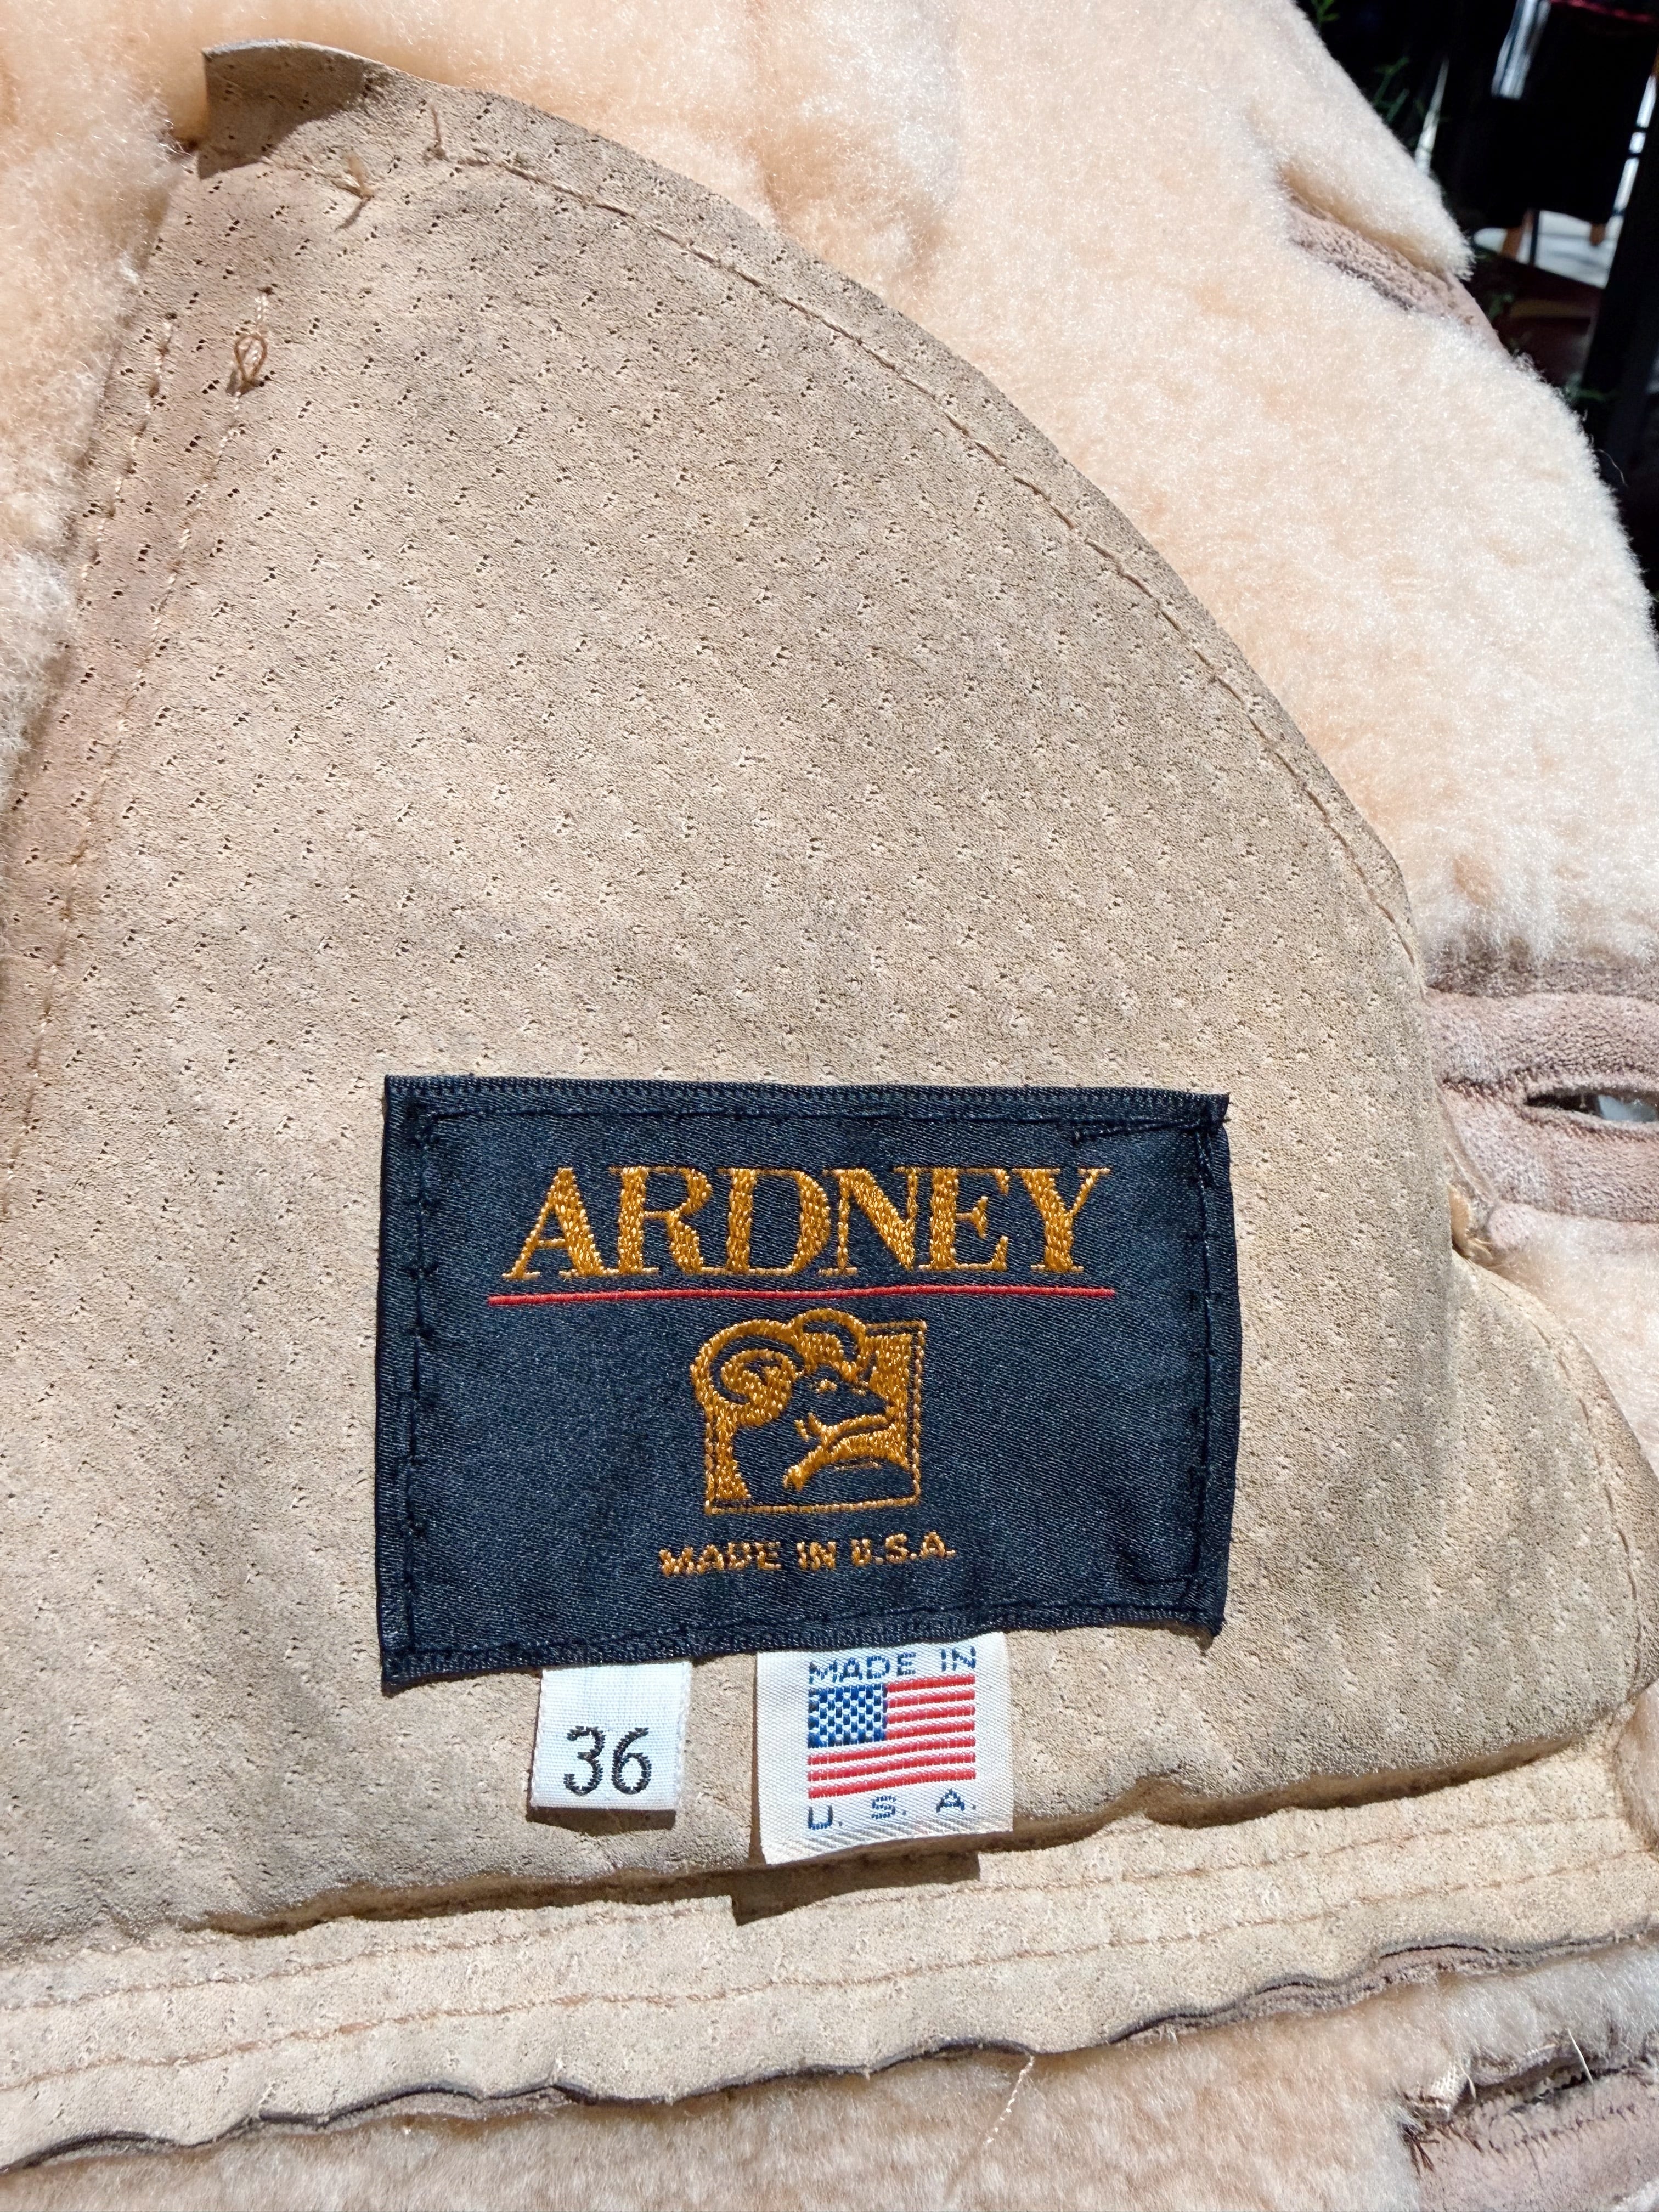 ARDNEY
MADE IN U.S.A.
36
MADE IN
U. S. A.